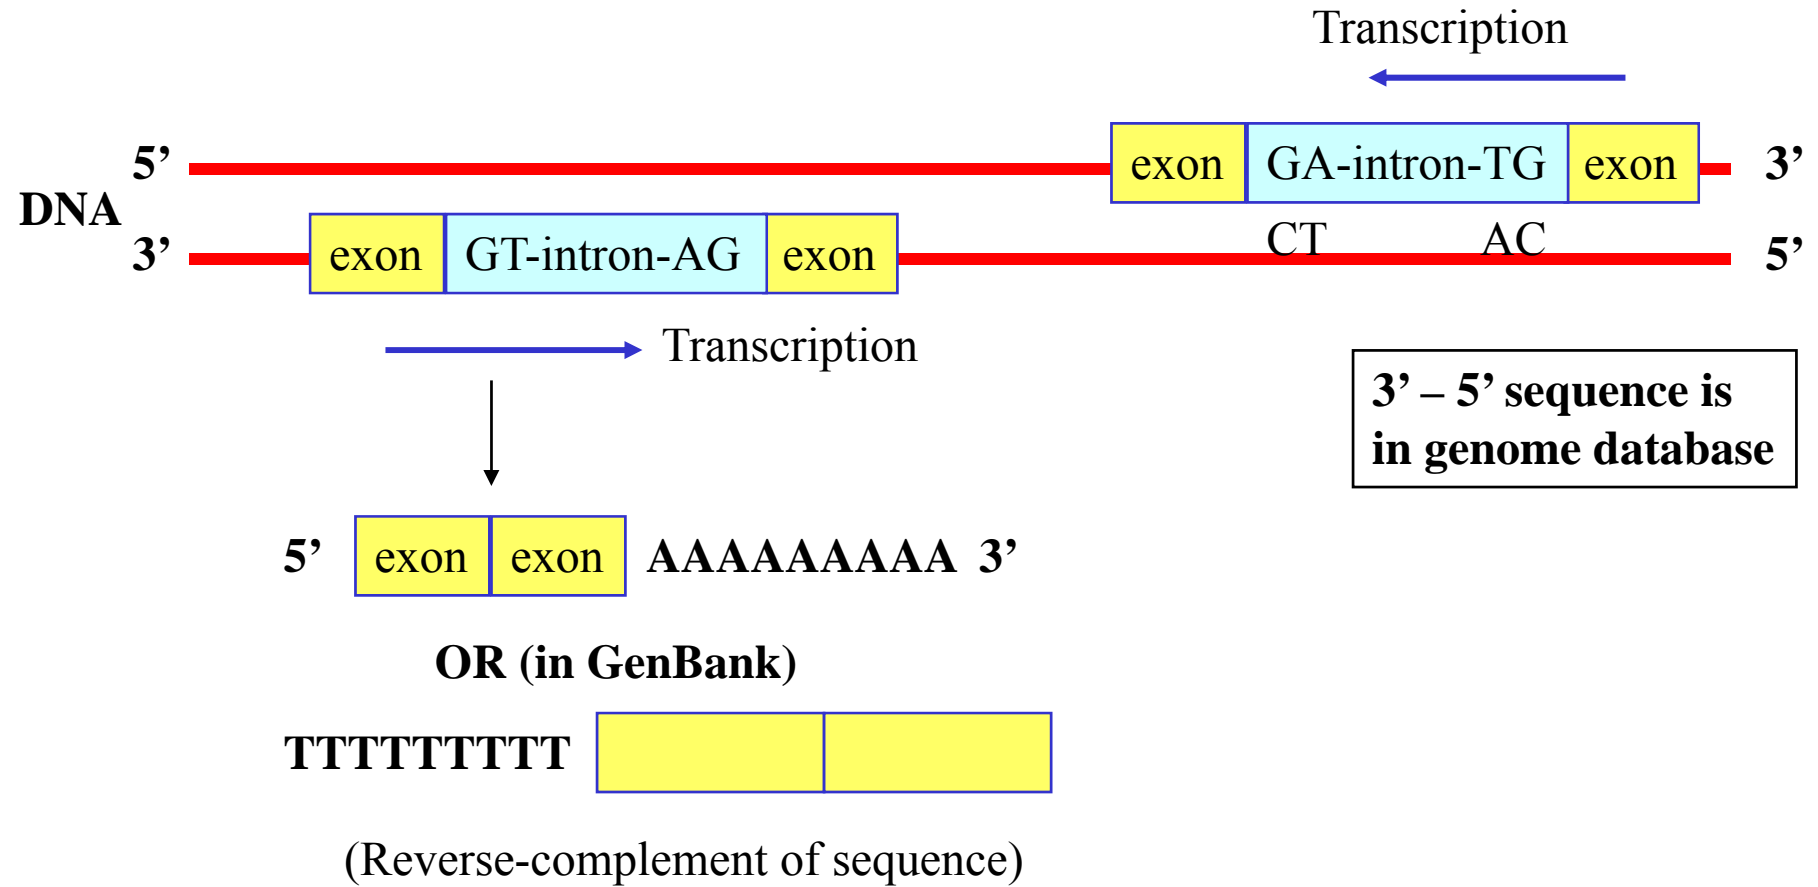 Transcription
5’ exon GA-intron-TG exon 3’
DNA
3’ exon GT-intron-AG exon CT AC 5’
Transcription
3’ – 5’ sequence is
in genome database
5’ exon exon AAAAAAAAA 3’
OR (in GenBank)
TTTTTTTTT
(Reverse-complement of sequence)